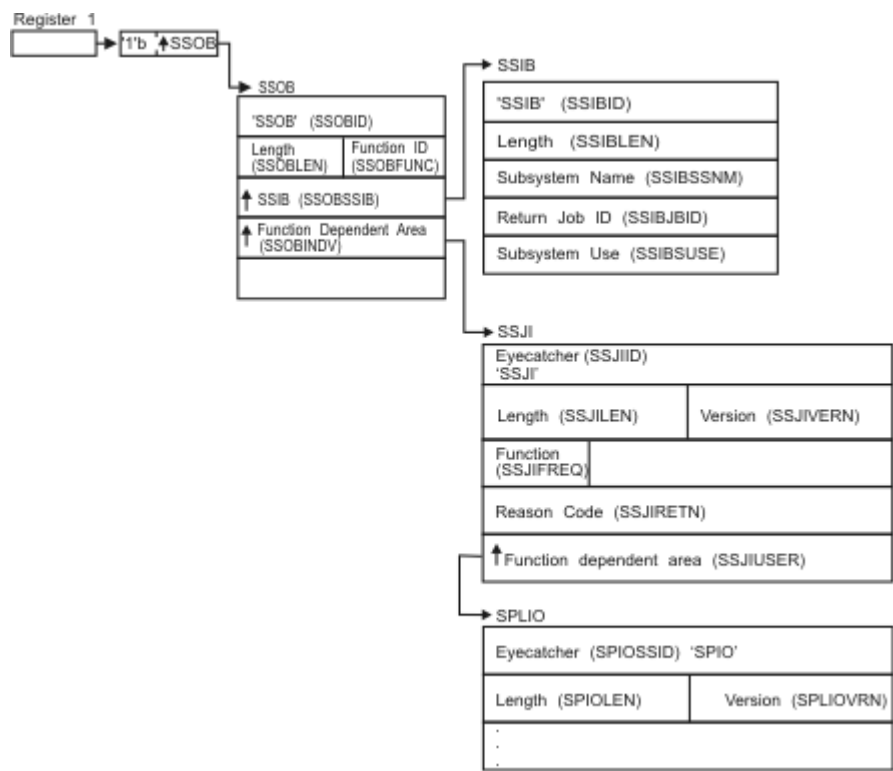 Register 1
'1'b SSOB
SSOB
'SSOB' (SSOBID)
Length (SSOBLEN)
Function ID (SSOBFUNC)
SSIB (SSOBSSIB)
Function Dependent Area (SSOBINDV)
SSIB
"SSIB" (SSIBID)
Length (SSIBLEN)
Subsystem Name (SSIBSSNM)
Return Job ID (SSIBJBID)
Subsystem Use (SSIBSUSE)
SSJI
Eyecatcher (SSJIID)
'SSJI'
Length (SSJILEN)
Version (SSJIVERN)
Function (SSJIFREQ)
Reason Code (SSJIRETN)
Function dependent area (SSJIUSER)
SPLIO
Eyecatcher (SPIOSSID) 'SPIO'
Length (SPIOLEN)
Version (SPLIOVRN)
.
.
.